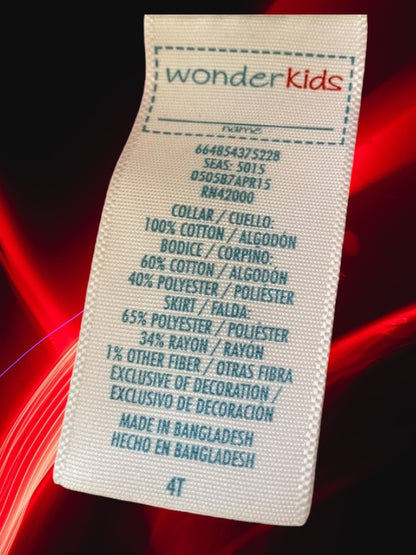 wonderkids
name
664854375228
SEAS: 5015
050587APR15
RN42000
COLLAR / CUELLO:
100% COTTON / ALGODÓN
BODICE / CORPINO:
60% COTTON / ALGODÓN
40% POLYESTER / POLIÉSTER
SKIRT / FALDA:
65% POLYESTER / POLIÉSTER
34% RAYON / RAYÓN
1% OTHER FIBER / OTRAS FIBRA
EXCLUSIVE OF DECORATION /
EXCLUSIVO DE DECORACIÓN
MADE IN BANGLADESH
HECHO EN BANGLADESH
4T